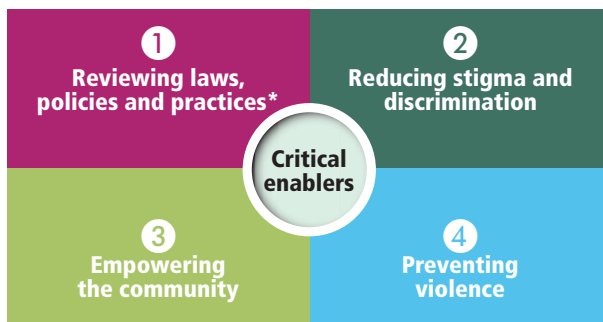 1
Reviewing laws,
policies and practices*
2
Reducing stigma and
discrimination
Critical
enablers
3
Empowering
the community
4
Preventing
violence